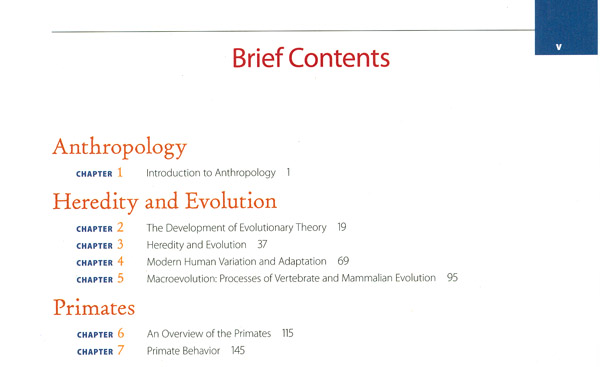 v
Brief Contents
Anthropology
CHAPTER 1 Introduction to Anthropology 1
Heredity and Evolution
CHAPTER 2 The Development of Evolutionary Theory 19
CHAPTER 3 Heredity and Evolution 37
CHAPTER 4 Modern Human Variation and Adaptation 69
CHAPTER 5 Macroevolution: Processes of Vertebrate and Mammalian Evolution 95
Primates
CHAPTER 6 An Overview of the Primates 115
CHAPTER 7 Primate Behavior 145